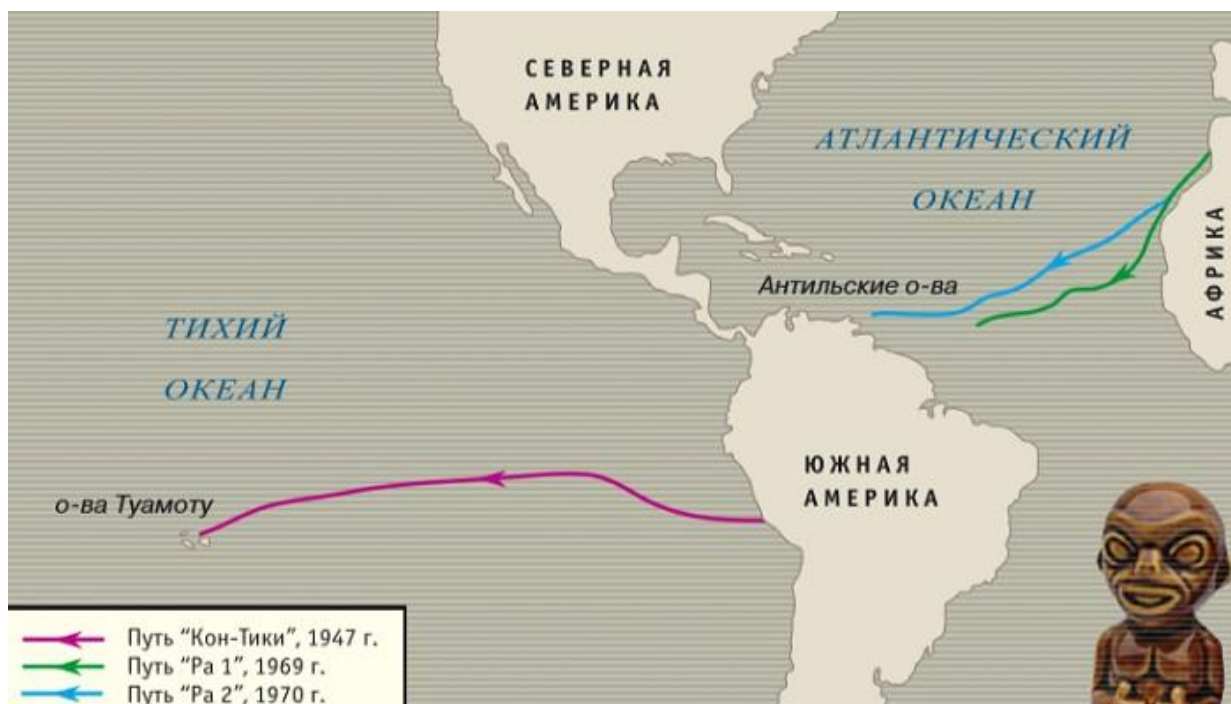 СЕВЕРНАЯ
АМЕРИКА
АТЛАНТИЧЕСКИЙ
ОКЕАН
АФРИКА
Антильские о-ва
ТИХИЙ
ОКЕАН
ЮЖНАЯ
АМЕРИКА
о-ва Туамоту
Путь "Кон-Тики", 1947 г.
Путь "Ра 1", 1969 г.
Путь "Ра 2", 1970 г.